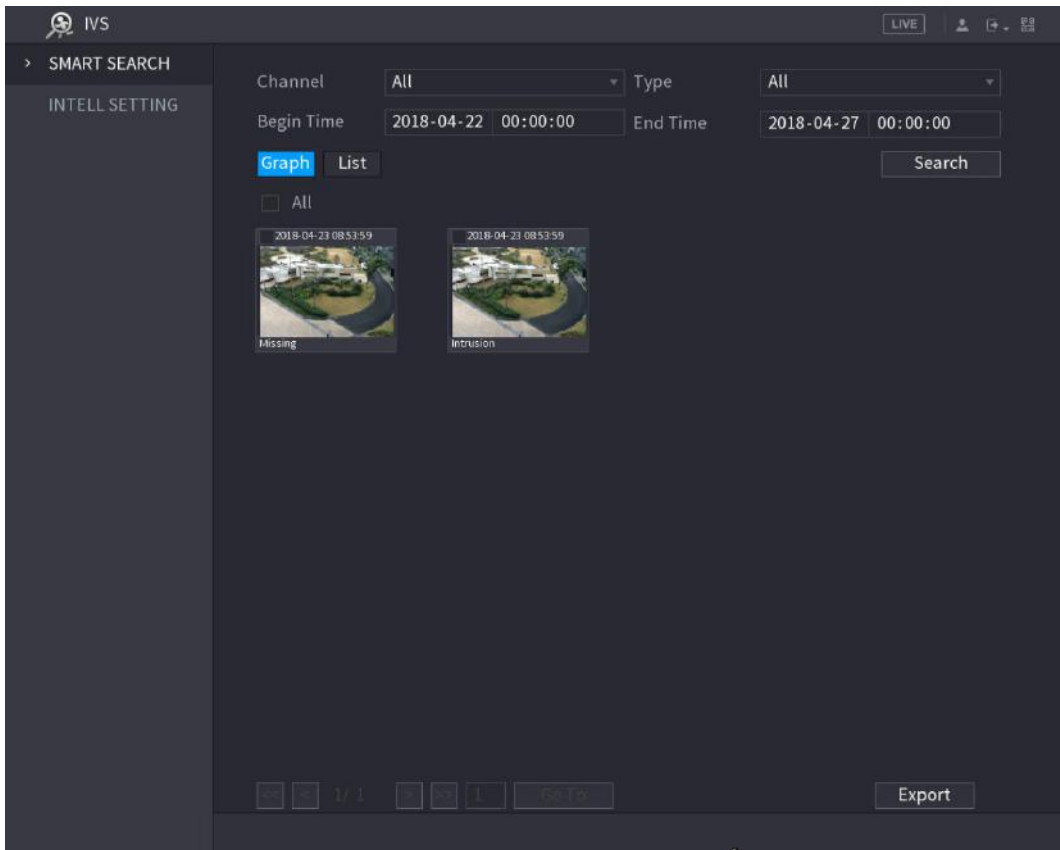 IVS LIVE
SMART SEARCH
INTELL SETTING
Channel All Type All
Begin Time 2018-04-22 00:00:00 End Time 2018-04-27 00:00:00
Graph List Search
All
2018-04-23 08:53:59 2018-04-23 08:53:59
Missing Intrusion
<< < 1/ 1 > >> 1 Go To Export